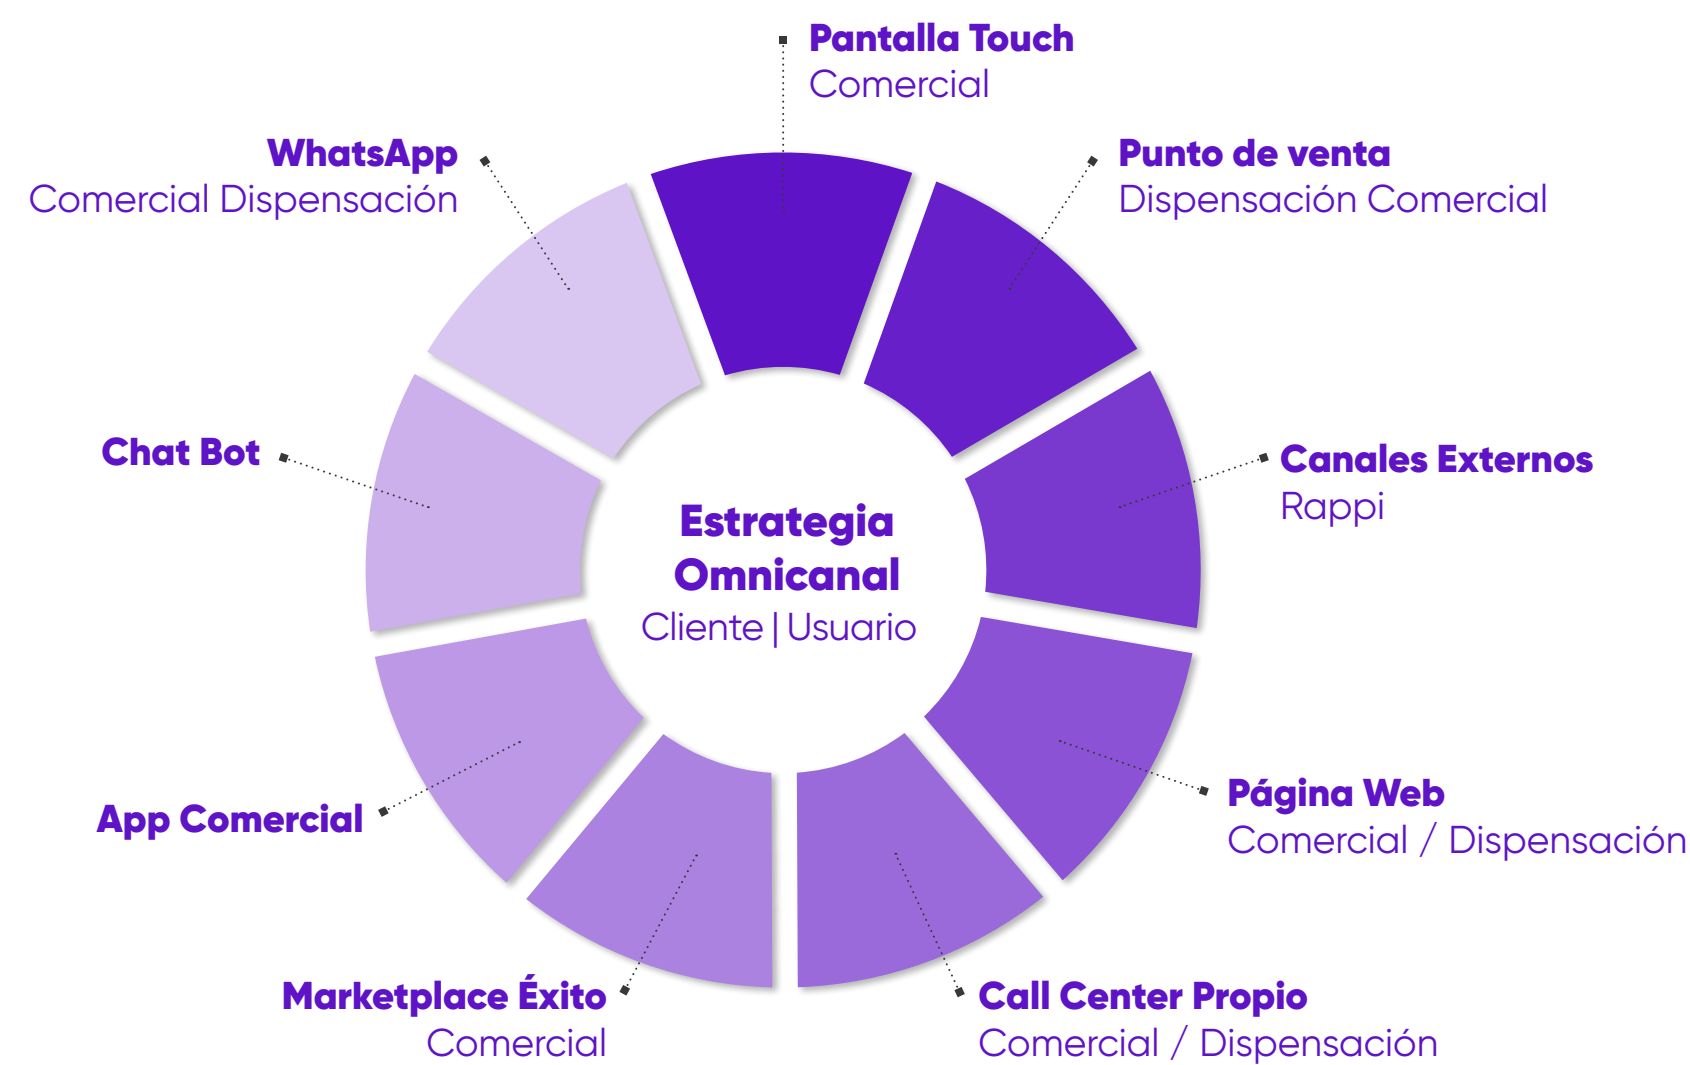 Pantalla Touch
Comercial
Punto de venta
Dispensación Comercial
Canales Externos
Rappi
Página Web
Comercial / Dispensación
Call Center Propio
Comercial / Dispensación
Marketplace Éxito
Comercial
App Comercial
Chat Bot
WhatsApp
Comercial Dispensación
Estrategia
Omnicanal
Cliente | Usuario